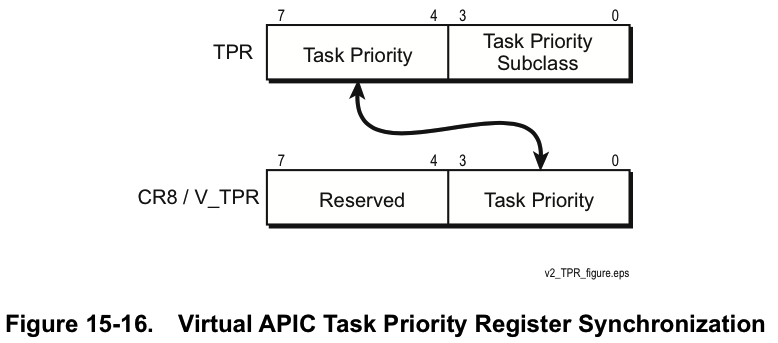 7 4 3 0
TPR Task Priority Task Priority
Subclass
7 4 3 0
CR8 / V_TPR Reserved Task Priority
v2_TPR_figure.eps
Figure 15-16. Virtual APIC Task Priority Register Synchronization